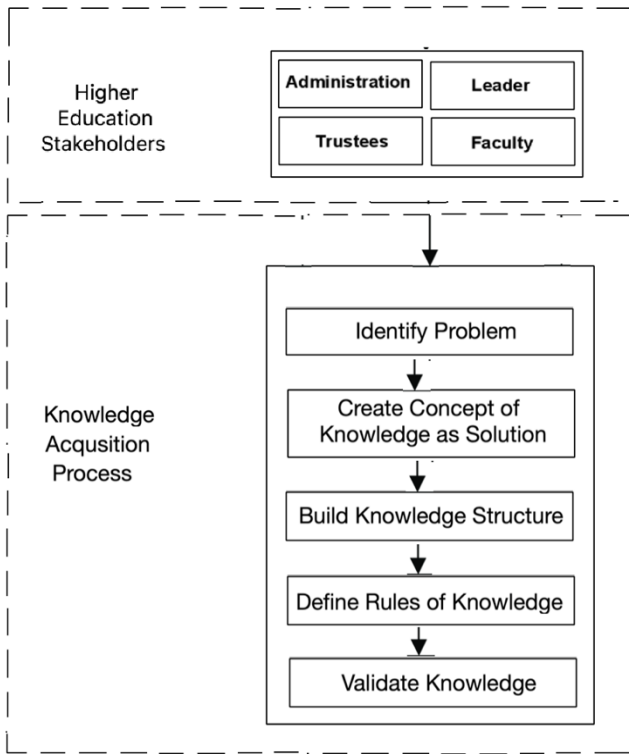 Higher
Education
Stakeholders
Administration
Leader
Trustees
Faculty
Knowledge
Acqusition
Process
Identify Problem
Create Concept of
Knowledge as Solution
Build Knowledge Structure
Define Rules of Knowledge
Validate Knowledge